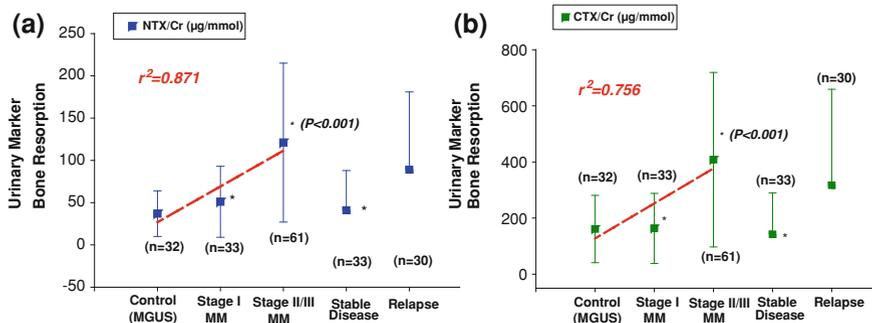 (a)
NTX/Cr (µg/mmol)
250
200
150
100
50
0
-50
Urinary Marker
Bone Resorption
r²=0.871
* (P<0.001)
*
*
(n=32)
(n=33)
(n=61)
(n=33)
(n=30)
Control
(MGUS)
Stage I
MM
Stage II/III
MM
Stable
Disease
Relapse
(b)
CTX/Cr (µg/mmol)
800
600
400
200
0
Urinary Marker
Bone Resorption
r²=0.756
(n=30)
* (P<0.001)
(n=32)
(n=33)
(n=33)
*
*
(n=61)
Control
(MGUS)
Stage I
MM
Stage II/III
MM
Stable
Disease
Relapse